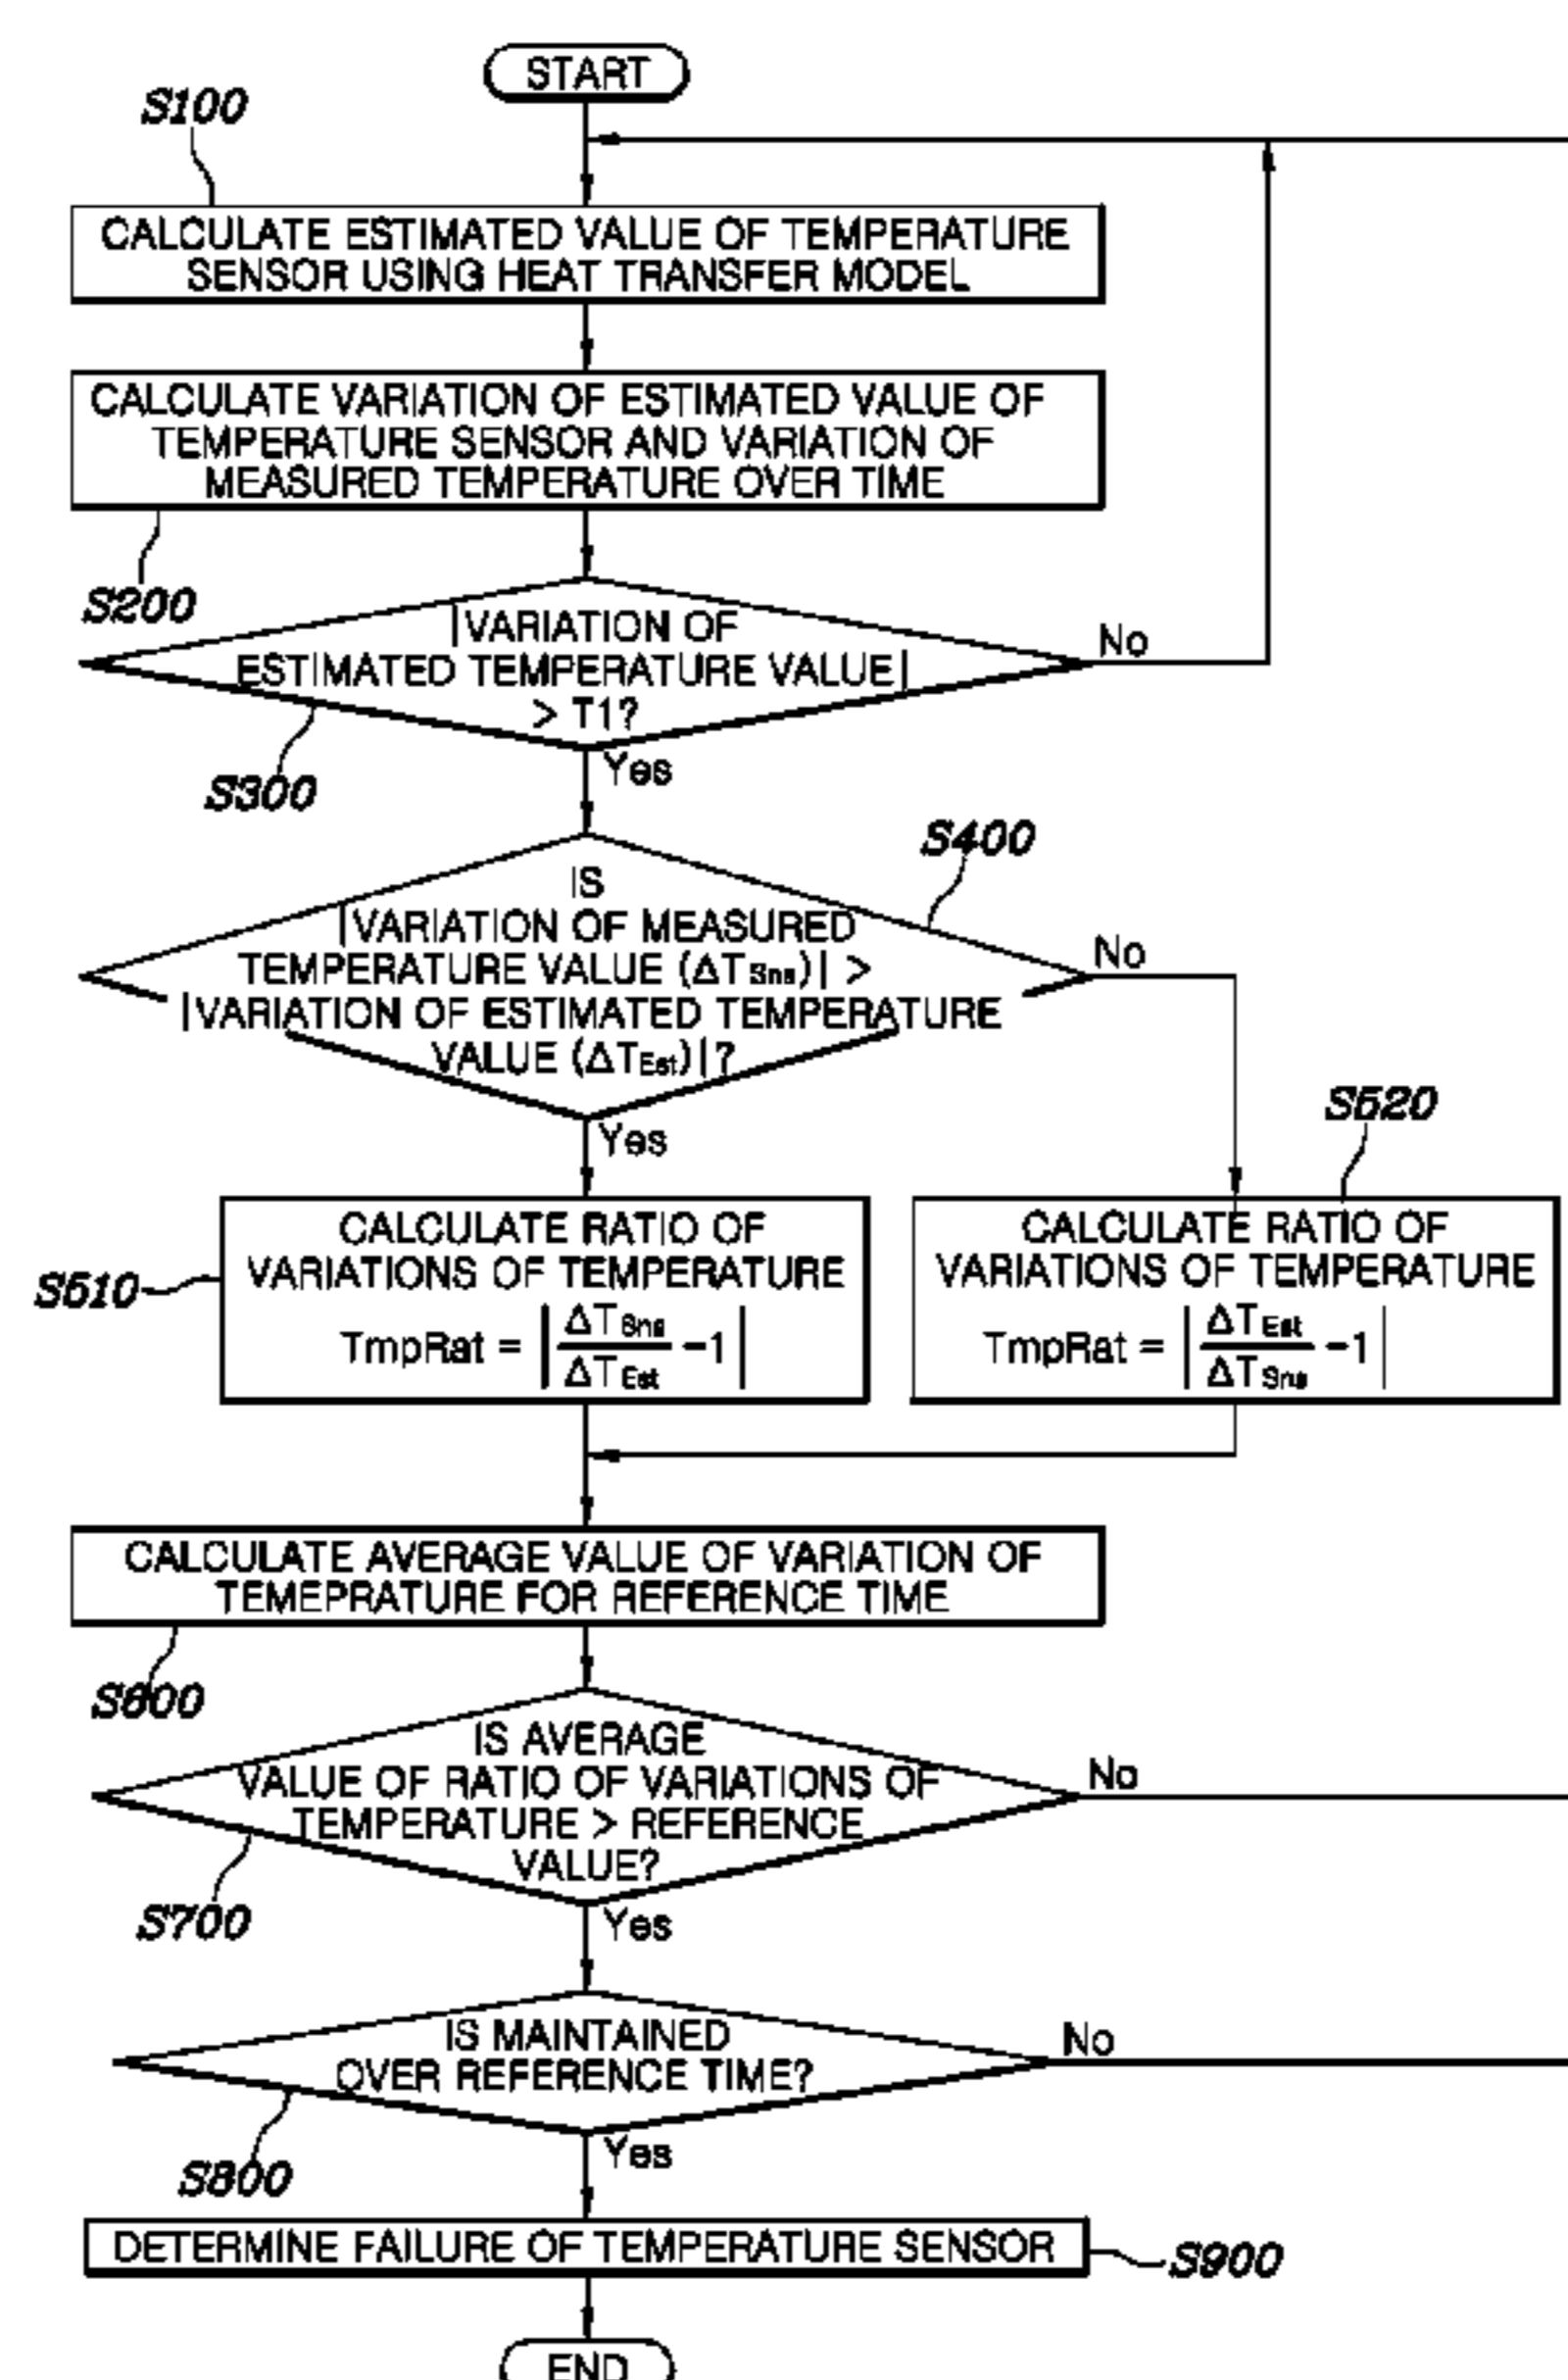 START
S100
CALCULATE ESTIMATED VALUE OF TEMPERATURE
SENSOR USING HEAT TRANSFER MODEL
CALCULATE VARIATION OF ESTIMATED VALUE OF
TEMPERATURE SENSOR AND VARIATION OF
MEASURED TEMPERATURE OVER TIME
S200
|VARIATION OF
ESTIMATED TEMPERATURE VALUE|
> T1?
No
S300
Yes
S400
IS
|VARIATION OF MEASURED
TEMPERATURE VALUE (ΔTSns)| >
|VARIATION OF ESTIMATED TEMPERATURE
VALUE (ΔTEst)|?
No
Yes
S520
S510
CALCULATE RATIO OF
VARIATIONS OF TEMPERATURE
TmpRat = | ΔTSns / ΔTEst -1 |
CALCULATE RATIO OF
VARIATIONS OF TEMPERATURE
TmpRat = | ΔTEst / ΔTSns -1 |
CALCULATE AVERAGE VALUE OF VARIATION OF
TEMEPRATURE FOR REFERENCE TIME
S600
IS AVERAGE
VALUE OF RATIO OF VARIATIONS OF
TEMPERATURE > REFERENCE
VALUE?
No
S700
Yes
IS MAINTAINED
OVER REFERENCE TIME?
No
S800
Yes
DETERMINE FAILURE OF TEMPERATURE SENSOR
S900
END